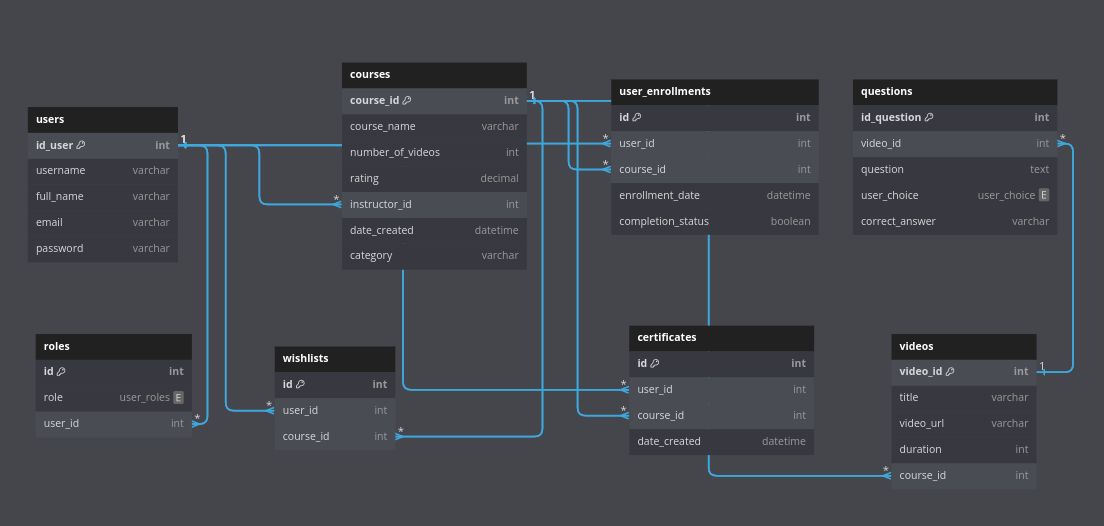 users
id_user int
username varchar
full_name varchar
email varchar
password varchar
1
courses
course_id int
course_name varchar
number_of_videos int
rating decimal
instructor_id int
date_created datetime
category varchar
1
*
user_enrollments
id int
user_id int
course_id int
enrollment_date datetime
completion_status boolean
*
*
questions
id_question int
video_id int
question text
user_choice user_choice E
correct_answer varchar
*
roles
id int
role user_roles E
user_id int
*
wishlists
id int
user_id int
course_id int
*
*
certificates
id int
user_id int
course_id int
date_created datetime
*
*
videos
video_id int
title varchar
video_url varchar
duration int
course_id int
1
*